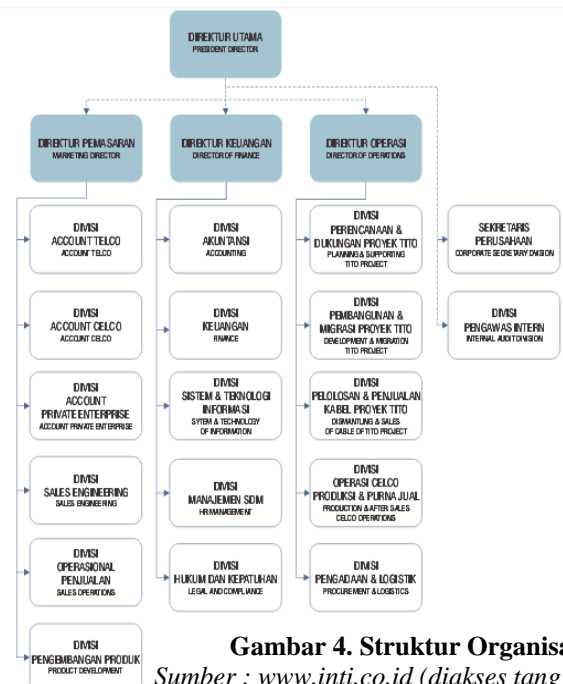 DIREKTUR UTAMA
PRESIDENT DIRECTOR
DIREKTUR PEMASARAN
MARKETING DIRECTOR
DIREKTUR KEUANGAN
DIRECTOR OF FINANCE
DIREKTUR OPERASI
DIRECTOR OF OPERATIONS
DIVISI
ACCOUNT TELCO
ACCOUNT TELCO
DIVISI
ACCOUNT CELCO
ACCOUNT CELCO
DIVISI
ACCOUNT
PRIVATE ENTERPRISE
ACCOUNT PRIVATE ENTERPRISE
DIVISI
SALES ENGINEERING
SALES ENGINEERING
DIVISI
OPERASIONAL
PENJUALAN
SALES OPERATIONS
DIVISI
PENGEMBANGAN PRODUK
PRODUCT DEVELOPMENT
DIVISI
AKUNTANSI
ACCOUNTING
DIVISI
KEUANGAN
FINANCE
DIVISI
SISTEM & TEKNOLOGI
INFORMASI
SYTEM & TECHNOLOGY
OF INFORMATION
DIVISI
MANAJEMEN SDM
HR MANAGEMENT
DIVISI
HUKUM DAN KEPATUHAN
LEGAL AND COMPLIANCE
DIVISI
PERENCANAAN &
DUKUNGAN PROYEK TITO
PLANNING & SUPPORTING
TITO PROJECT
DIVISI
PEMBANGUNAN &
MIGRASI PROYEK TITO
DEVELOPMENT & MIGRATION
TITO PROJECT
DIVISI
PELOLOSAN & PENJUALAN
KABEL PROYEK TITO
DISMANTLING & SALES
OF CABLE OF TITO PROJECT
DIVISI
OPERASI CELCO
PRODUKSI & PURNA JUAL
PRODUCTION & AFTER SALES
CELCO OPERATIONS
DIVISI
PENGADAAN & LOGISTIK
PROCUREMENT & LOGISTICS
SEKRETARIS
PERUSAHAAN
CORPORATE SECRETARY DIVISION
DIVISI
PENGAWAS INTERN
INTERNAL AUDIT DIVISION
Gambar 4. Struktur Organisa
Sumber : www.inti.co.id (diakses tang